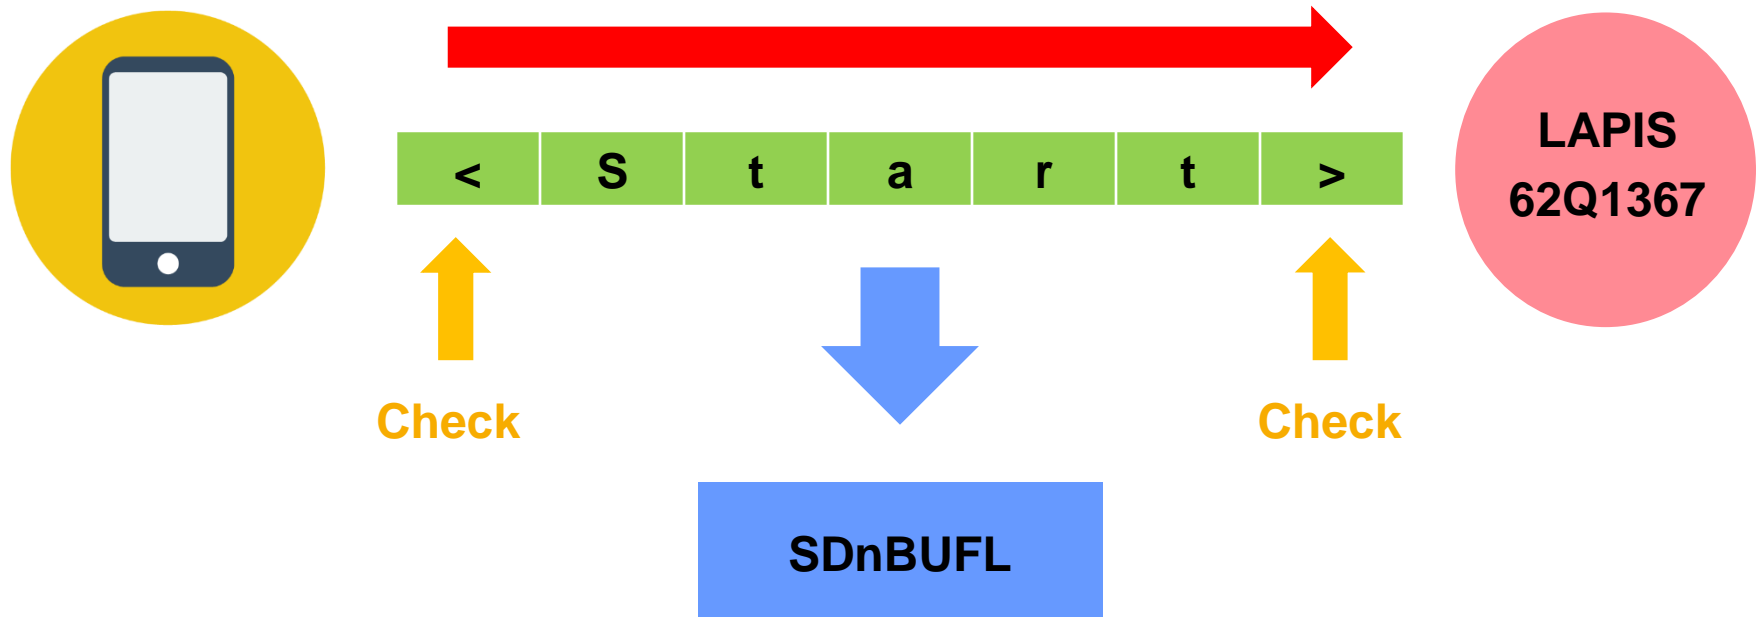 < S t a r t >
LAPIS
62Q1367
Check
Check
SDnBUFL